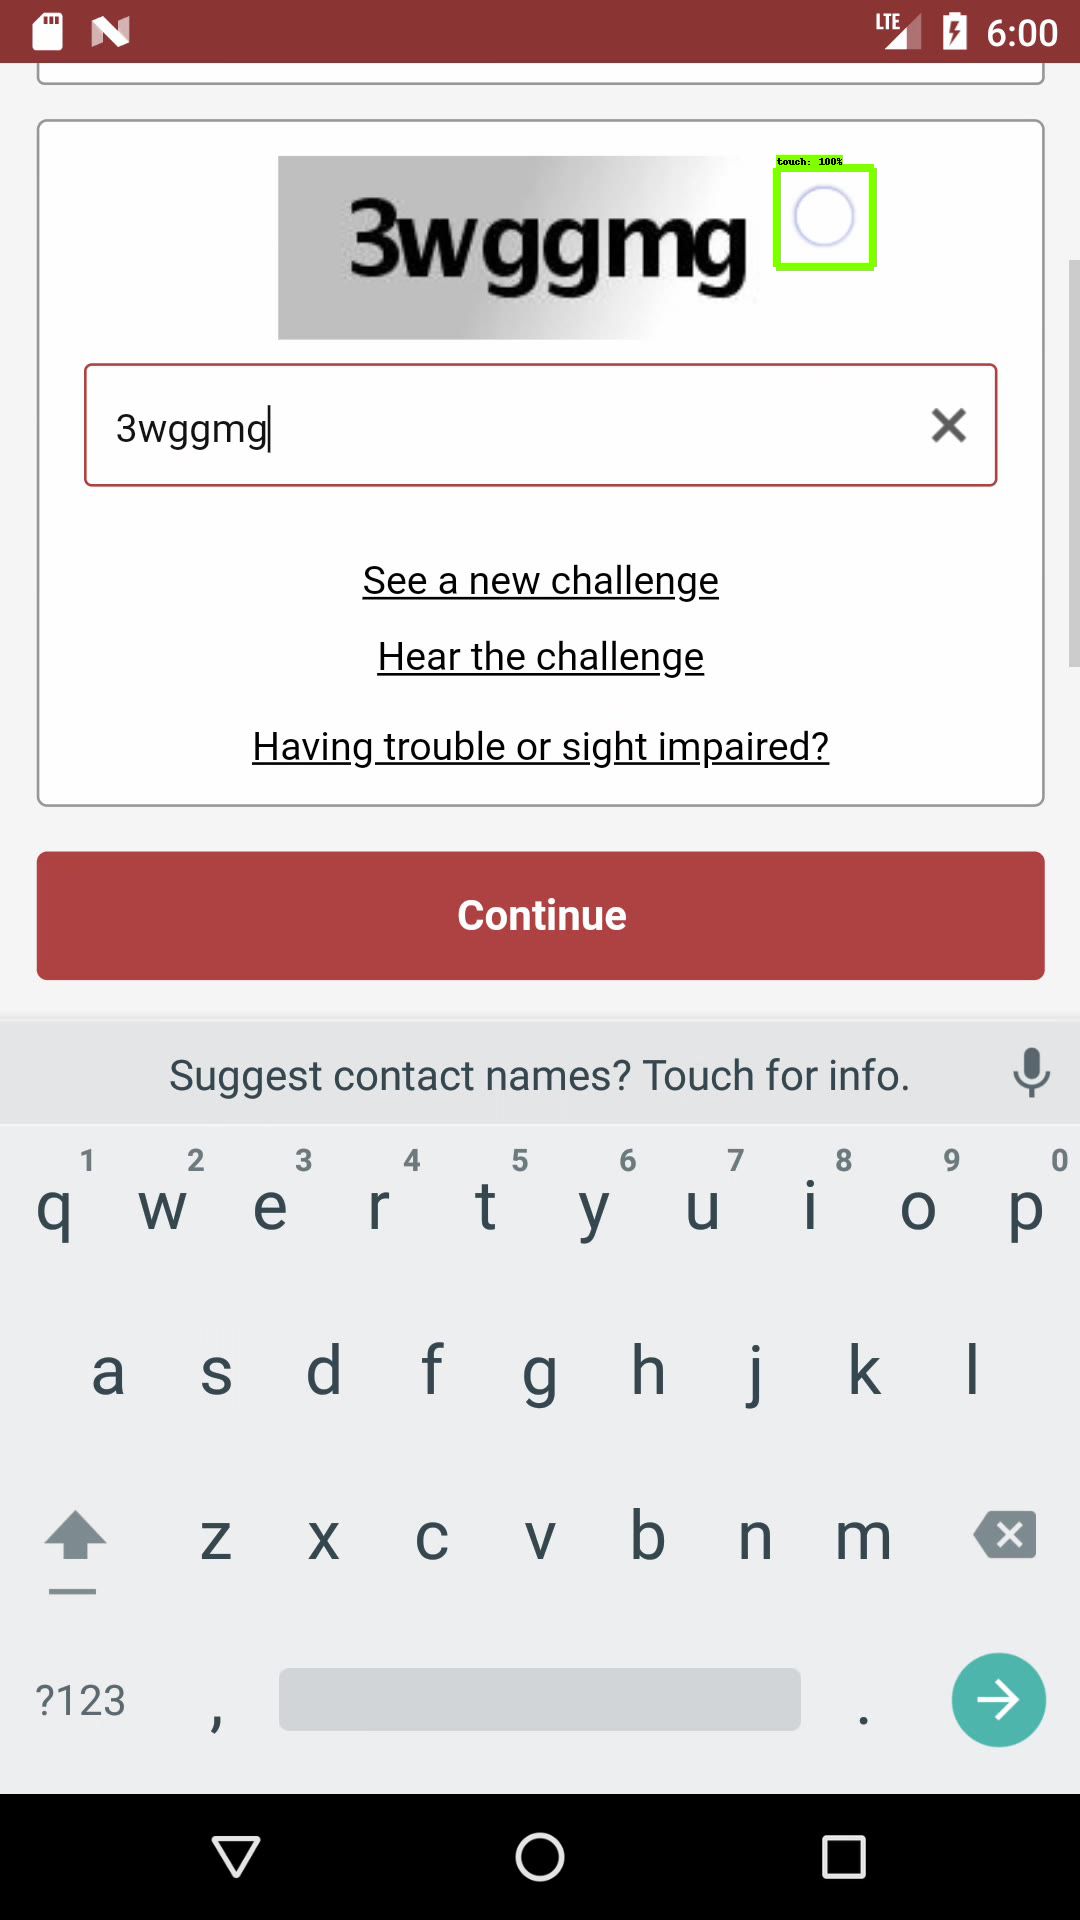 LTE 6:00
touch: 100%
3wggmg
3wggmg
See a new challenge
Hear the challenge
Having trouble or sight impaired?
Continue
Suggest contact names? Touch for info.
1 2 3 4 5 6 7 8 9 0
q w e r t y u i o p
a s d f g h j k l
z x c v b n m
?123 , .